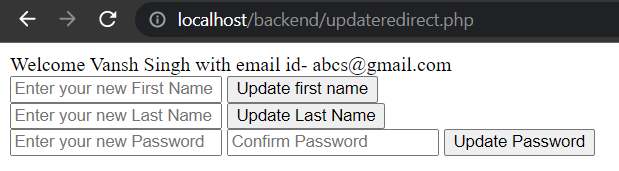 localhost/backend/updateredirect.php
Welcome Vansh Singh with email id- abcs@gmail.com
Enter your new First Name Update first name
Enter your new Last Name Update Last Name
Enter your new Password Confirm Password Update Password